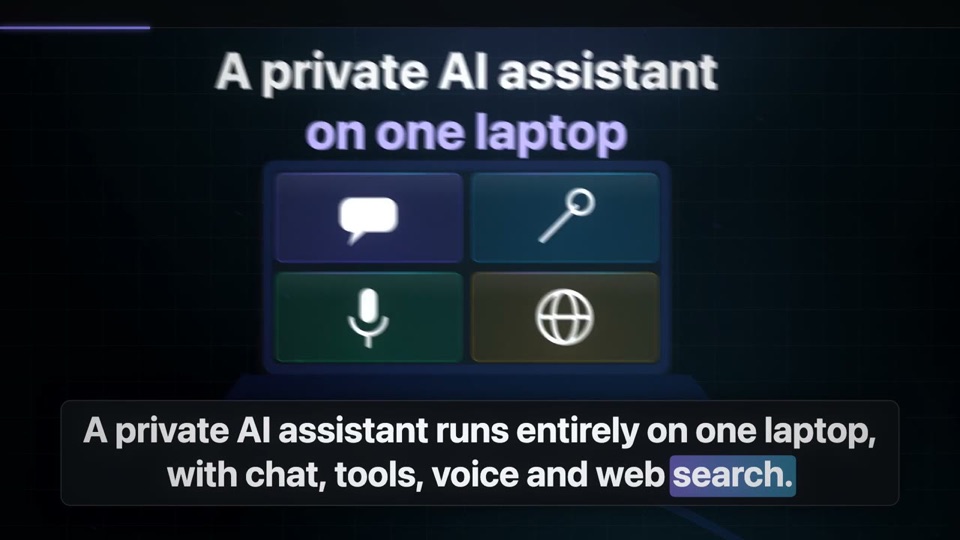 A private AI assistant
on one laptop
A private AI assistant runs entirely on one laptop,
with chat, tools, voice and web search.